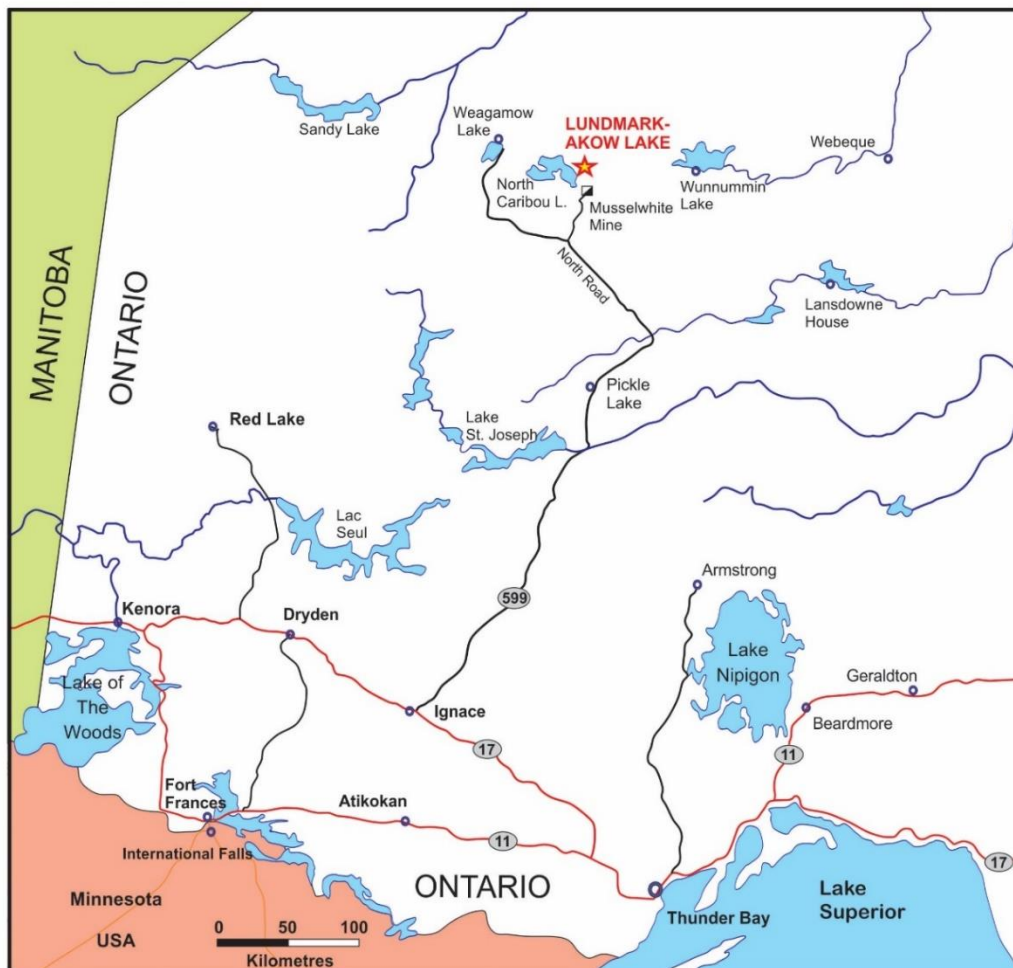 Weagamow
Lake
LUNDMARK-
AKOW LAKE
Sandy Lake
Webeque
North
Caribou L.
Wunnummin
Lake
Musselwhite
Mine
North Road
MANITOBA
ONTARIO
Lansdowne
House
Pickle
Lake
Red Lake
Lake
St. Joseph
Lac
Seul
Armstrong
599
Kenora
Dryden
Lake
Nipigon
Geraldton
Lake of
The
Woods
Ignace
Beardmore
17
11
Fort
Frances
Atikokan
11
International Falls
17
ONTARIO
Minnesota
USA
Thunder Bay
Lake
Superior
0 50 100
Kilometres